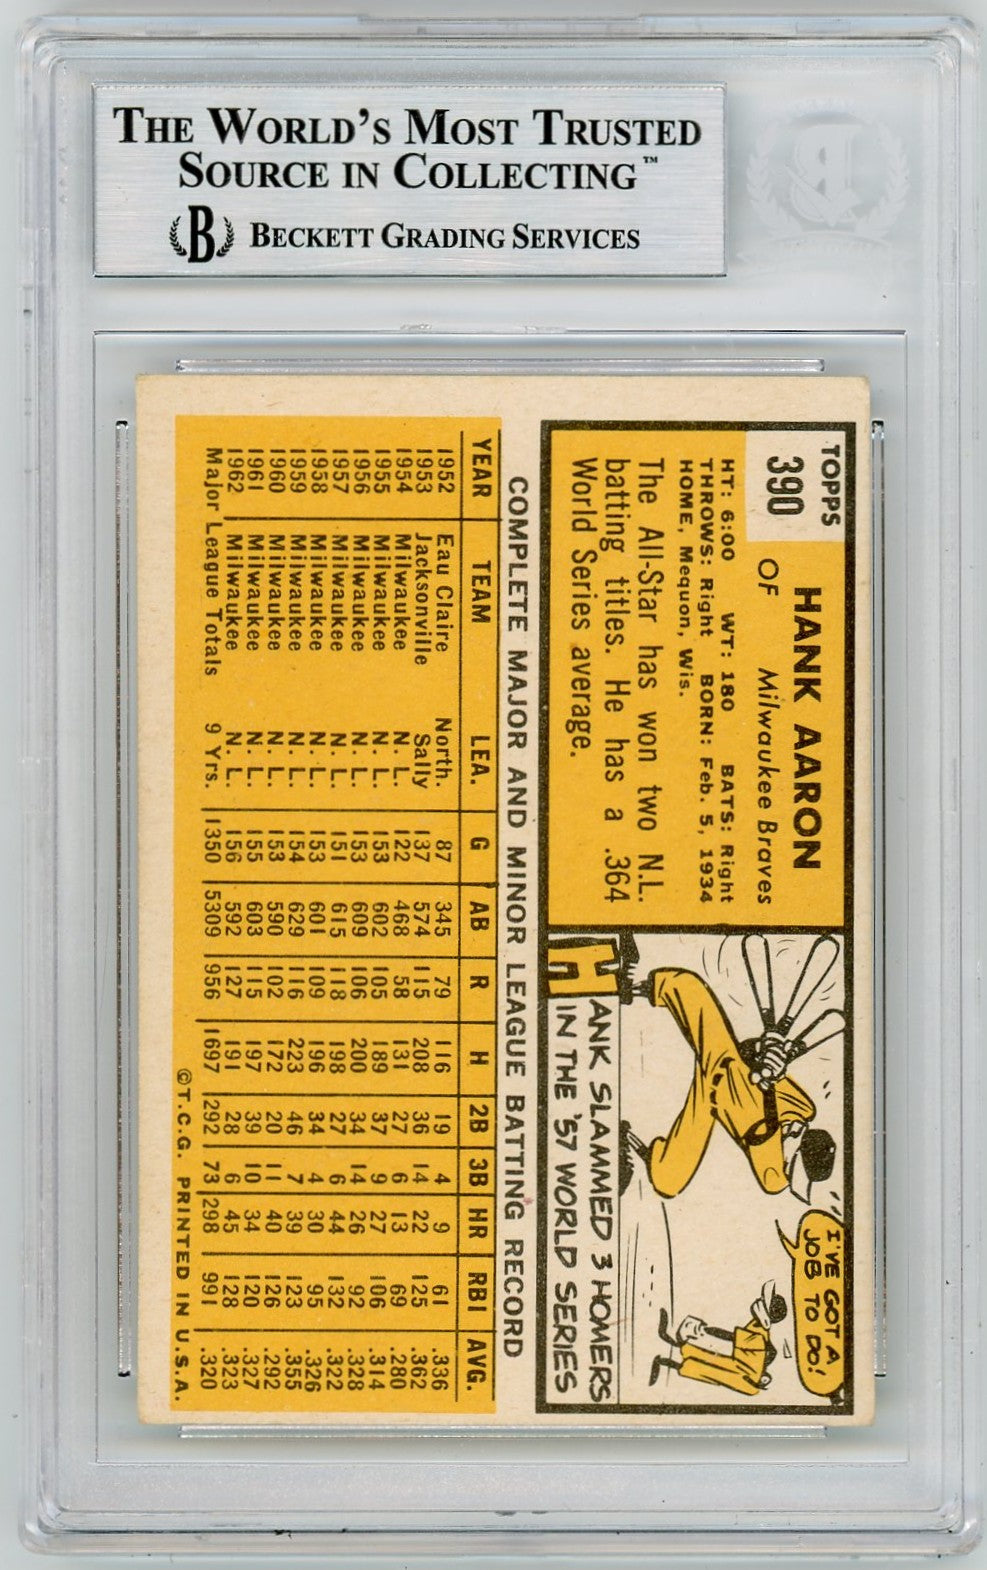 THE WORLD'S MOST TRUSTED
SOURCE IN COLLECTING™
B BECKETT GRADING SERVICES
TOPPS
390
HANK AARON
OF Milwaukee Braves
HT: 6:00 WT: 180 BATS: Right
THROWS: Right BORN: Feb. 5, 1934
HOME, Mequon, Wis.
The All-Star has won two N.L.
batting titles. He has a .364
World Series average.
I'VE GOT A
JOB TO DO!
HANK SLAMMED 3 HOMERS
IN THE '57 WORLD SERIES
COMPLETE MAJOR AND MINOR LEAGUE BATTING RECORD
YEAR TEAM LEA. G AB R H 2B 3B HR RBI AVG.
1952 Eau Claire North. 87 345 79 116 19 4 9 61 .336
1953 Jacksonville Sally 137 574 115 208 36 14 22 125 .362
1954 Milwaukee N. L. 122 468 58 131 27 6 13 69 .280
1955 Milwaukee N. L. 153 602 105 189 37 9 27 106 .314
1956 Milwaukee N. L. 153 609 106 200 34 14 26 92 .328
1957 Milwaukee N. L. 151 615 118 198 27 6 44 132 .322
1958 Milwaukee N. L. 153 601 109 196 34 4 30 95 .326
1959 Milwaukee N. L. 154 629 116 223 46 7 39 123 .355
1960 Milwaukee N. L. 153 590 102 172 20 11 40 126 .292
1961 Milwaukee N. L. 155 603 115 197 39 10 34 120 .327
1962 Milwaukee N. L. 156 592 127 191 28 6 45 128 .323
Major League Totals 9 Yrs. 1350 5309 956 1697 292 73 298 991 .320
©T.C.G. PRINTED IN U.S.A.